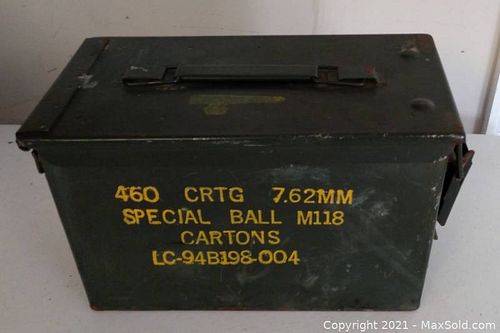 460 CRTG 7.62MM
SPECIAL BALL M118
CARTONS
LC-94B198-004
Copyright © 2021 - MaxSold.com